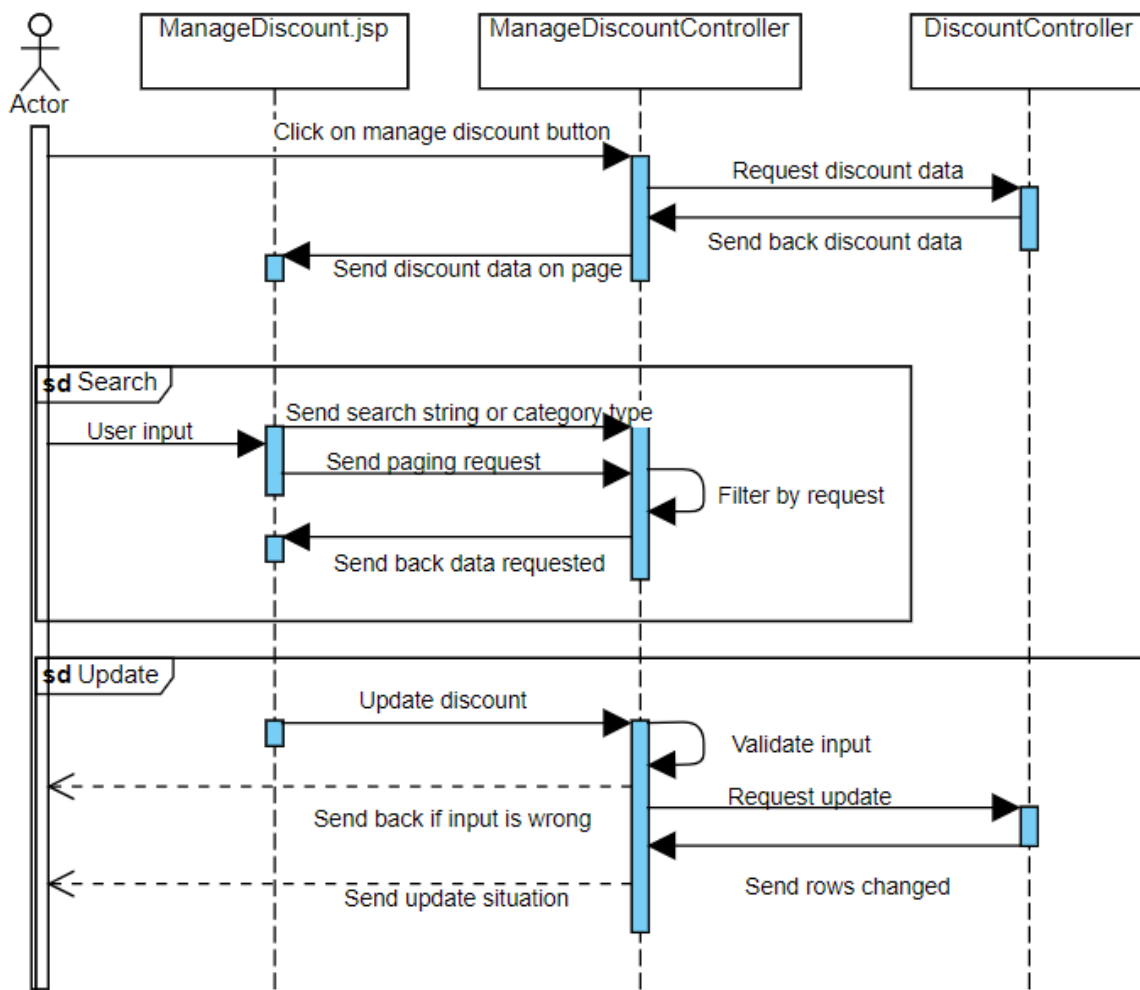 ManageDiscount.jsp
ManageDiscountController
DiscountController
Actor
Click on manage discount button
Request discount data
Send back discount data
Send discount data on page
sd Search
Send search string or category type
User input
Send paging request
Filter by request
Send back data requested
sd Update
Update discount
Validate input
Request update
Send back if input is wrong
Send rows changed
Send update situation